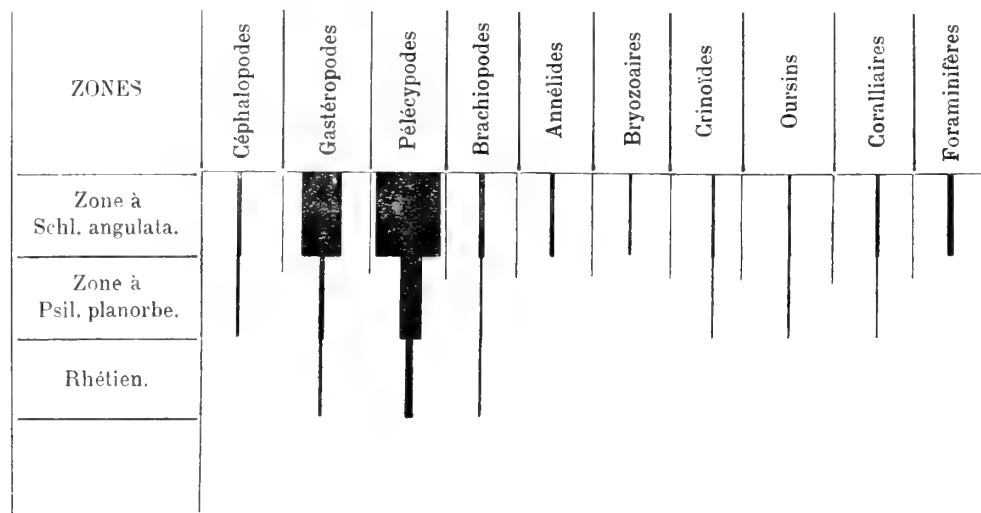 ZONES
Céphalopodes
Gastéropodes
Pélécypodes
Brachiopodes
Annélides
Bryozoaires
Crinoïdes
Oursins
Coralliaires
Foraminifères
Zone à
Schl. angulata.
Zone à
Psil. planorbe.
Rhétien.